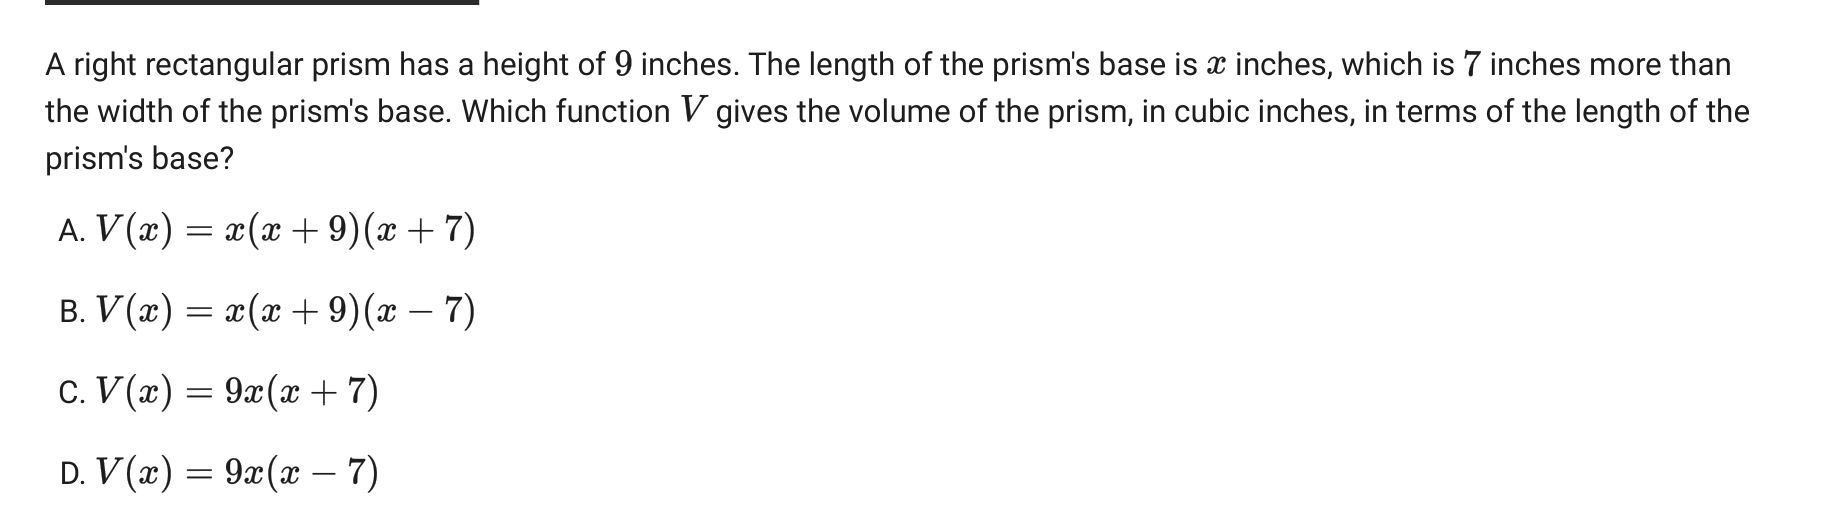 A right rectangular prism has a height of 9 inches. The length of the prism's base is x inches, which is 7 inches more than
the width of the prism's base. Which function V gives the volume of the prism, in cubic inches, in terms of the length of the
prism's base?
A. V(x) = x(x + 9)(x + 7)
B. V(x) = x(x + 9)(x − 7)
C. V(x) = 9x(x + 7)
D. V(x) = 9x(x − 7)